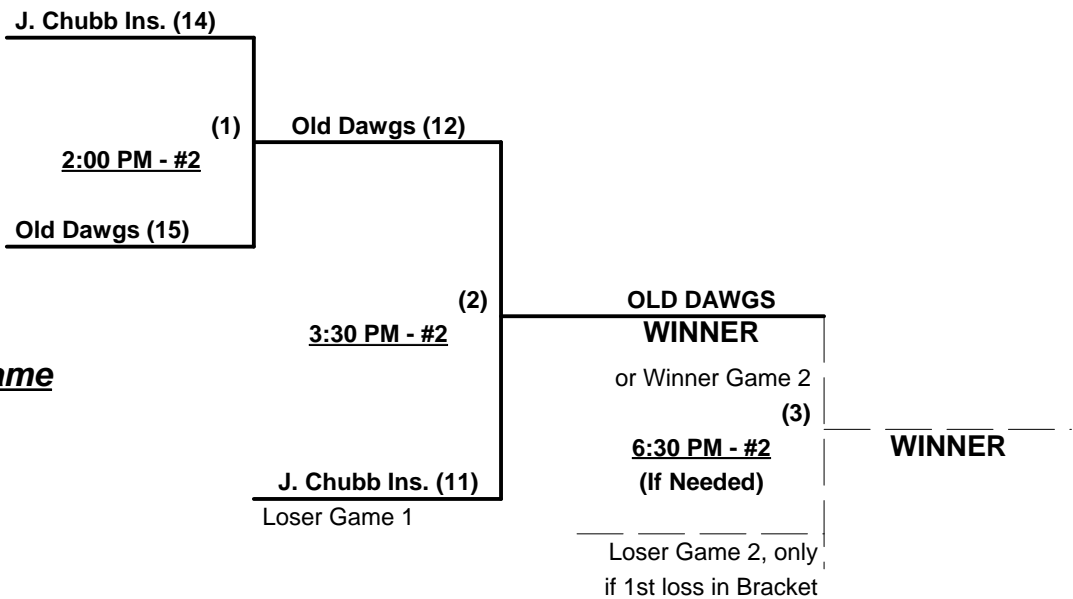 J. Chubb Ins. (14)
(1)
Old Dawgs (12)
2:00 PM - #2
Old Dawgs (15)
(2)
OLD DAWGS
3:30 PM - #2
WINNER
ame
or Winner Game 2
(3)
6:30 PM - #2
WINNER
(If Needed)
J. Chubb Ins. (11)
Loser Game 1
Loser Game 2, only
if 1st loss in Bracket